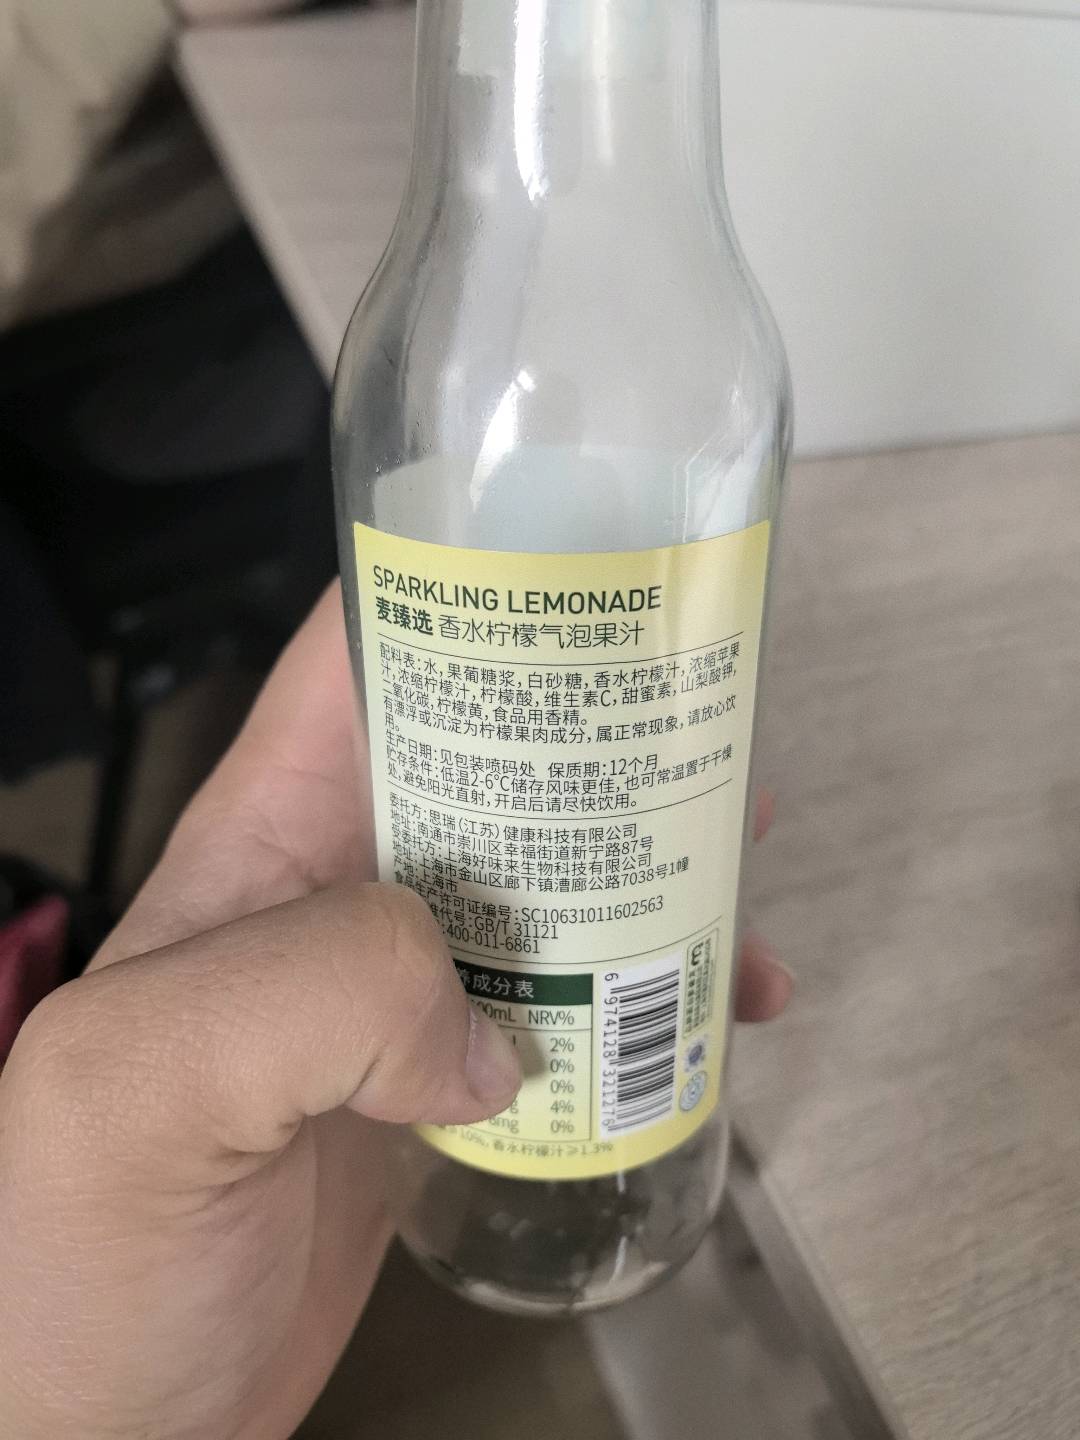 SPARKLING LEMONADE
麦臻选 香水柠檬气泡果汁
配料表:水,果葡糖浆,白砂糖,香水柠檬汁,浓缩苹果
汁,浓缩柠檬汁,柠檬酸,维生素C,甜蜜素,山梨酸钾,
二氧化碳,柠檬黄,食品用香精。
有漂浮或沉淀为柠檬果肉成分,属正常现象,请放心饮
用。
生产日期:见包装喷码处 保质期:12个月
贮存条件:低温2-6℃储存风味更佳,也可常温置于干燥
处,避免阳光直射,开启后请尽快饮用。
委托方:思瑞(江苏)健康科技有限公司
地址:南通市崇川区幸福街道新宁路87号
受委托方:上海好味来生物科技有限公司
地址:上海市金山区廊下镇漕廊公路7038号1幢
产地:上海市
食品生产许可证编号:SC10631011602563
准代号:GB/T 31121
:400-011-6861
养成分表
00mL NRV%
2%
0%
0%
g 4%
6mg 0%
≥10%,香水柠檬汁≥1.3%
6 974128 321276